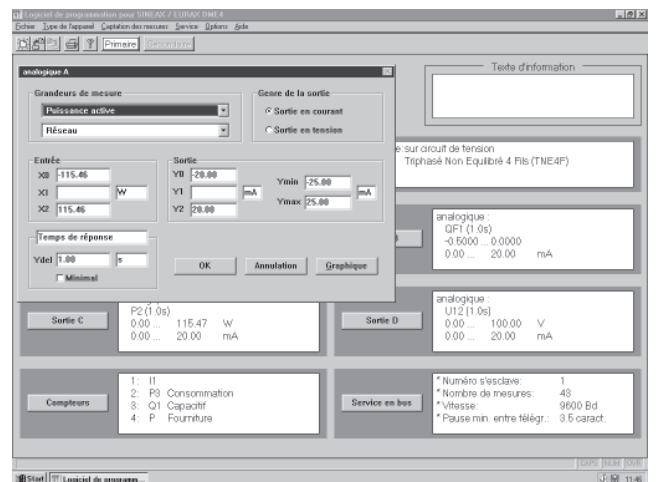 Logiciel de programmation pour SINEAX / EURAX DME4
Fichier Type de l'appareil Captation des mesures Service Options Aide
Primaire Secondaire
Texte d'information
analogique A
Grandeurs de mesure
Puissance active
Réseau
Genre de la sortie
Sortie en courant
Sortie en tension
Entrée
X0 -115.46
X1 W
X2 115.46
Sortie
Y0 -20.00
Y1 mA
Y2 20.00
Ymin -25.00
Ymax 25.00
mA
Temps de réponse
Ydel 1.00 s
Minimal
OK Annulation Graphique
sur circuit de tension
Triphasé Non Equilibré 4 Fils (TNE4F)
analogique :
QF1 (1.0s)
-0.5000 ... 0.0000
0.00 ... 20.00 mA
Sortie C
P2 (1.0s)
0.00 ... 115.47 W
0.00 ... 20.00 mA
Sortie D
analogique :
U12 (1.0s)
0.00 ... 100.00 V
0.00 ... 20.00 mA
Compteurs
1: I1
2: P3 Consommation
3: Q1 Capacitif
4: P Fourniture
Service en bus
* Numéro s'esclave: 1
* Nombre de mesures: 43
* Vitesse: 9600 Bd
* Pause min. entre télégr.: 3.5 caract.
CAPS NUM OVR
Start Logiciel de programm... 11:46